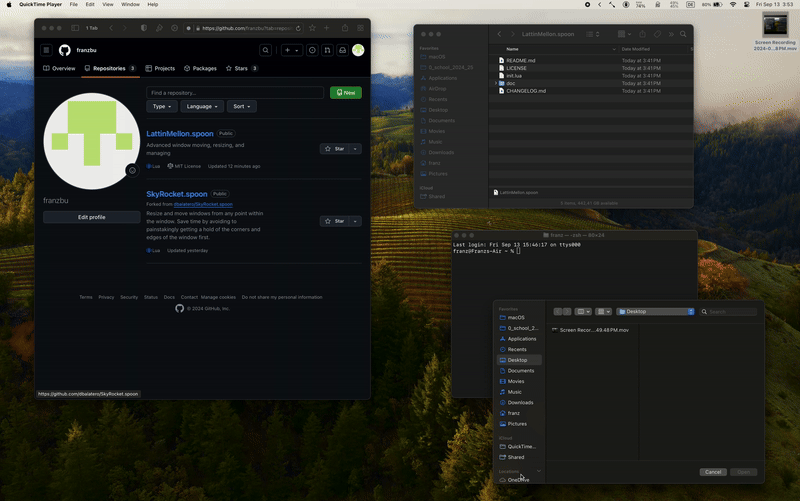 QuickTime Player File Edit View Window Help
74%
80%
Fri Sep 13 3:53
1 Tab
https://github.com/franzbu/?tab=reposi
franzbu
Overview
Repositories 3
Projects
Packages
Stars 3
Find a repository...
New
Type
Language
Sort
LattinMellon.spoon Public
Advanced window moving, resizing, and
managing
Lua MIT License Updated 12 minutes ago
Star
SkyRocket.spoon Public
Forked from dbalatero/SkyRocket.spoon
Resize and move windows from any point within
the window. Save time by avoiding to
painstakingly getting a hold of the corners and
edges of the window first.
Lua Updated yesterday
Star
Edit profile
Terms Privacy Security Status Docs Contact Manage cookies Do not share my personal information
© 2024 GitHub, Inc.
https://github.com/dbalatero/SkyRocket.spoon
LattinMellon.spoon
Favorites
macOS
0_school_2024_25
Applications
AirDrop
Recents
Desktop
Documents
Movies
Music
Downloads
franz
Pictures
iCloud
Shared
Name Date Modified
README.md Today at 3:41 PM
LICENSE Today at 3:41 PM
init.lua Today at 3:41 PM
doc Today at 3:41 PM
CHANGELOG.md Today at 3:41 PM
LattinMellon.spoon
Screen Recording
2024-0...8 PM.mov
franz — -zsh — 85×24
Last login: Fri Sep 13 15:46:17 on ttys000
franz@Franzs-Air ~ %
Favorites
macOS
0_school_2...
Applications
Recents
Desktop
Documents
Movies
Music
Downloads
franz
Pictures
iCloud
QuickTime...
Shared
Locations
OneDrive
Desktop
Search
Screen Recor...49.48 PM.mov
Cancel
Open